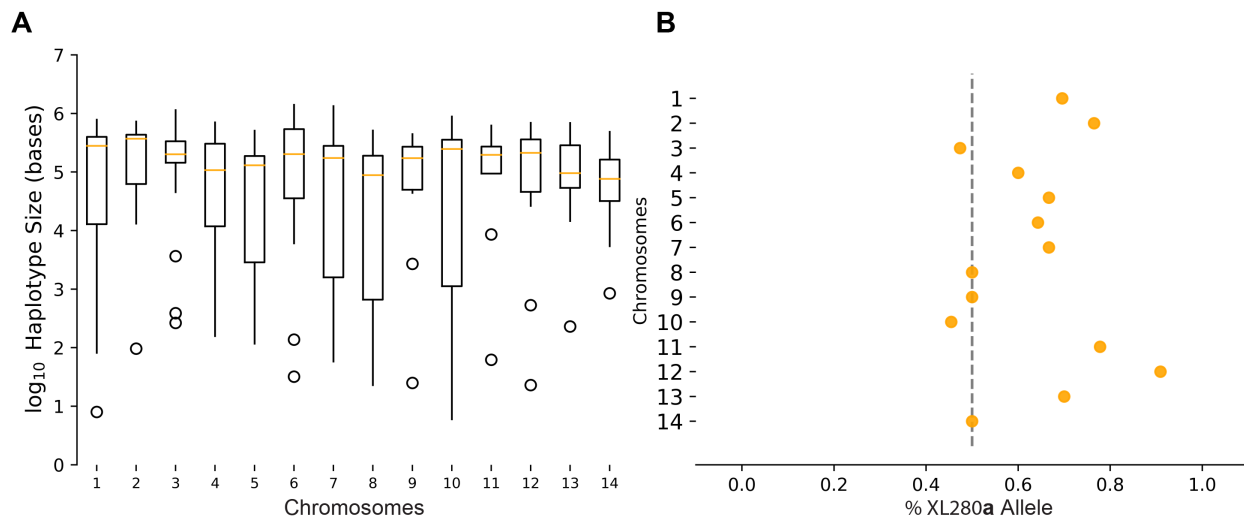 A
B
log10 Haplotype Size (bases)
7
6
5
4
3
2
1
0
1 2 3 4 5 6 7 8 9 10 11 12 13 14
Chromosomes
Chromosomes
1
2
3
4
5
6
7
8
9
10
11
12
13
14
0.0 0.2 0.4 0.6 0.8 1.0
% XL280a Allele